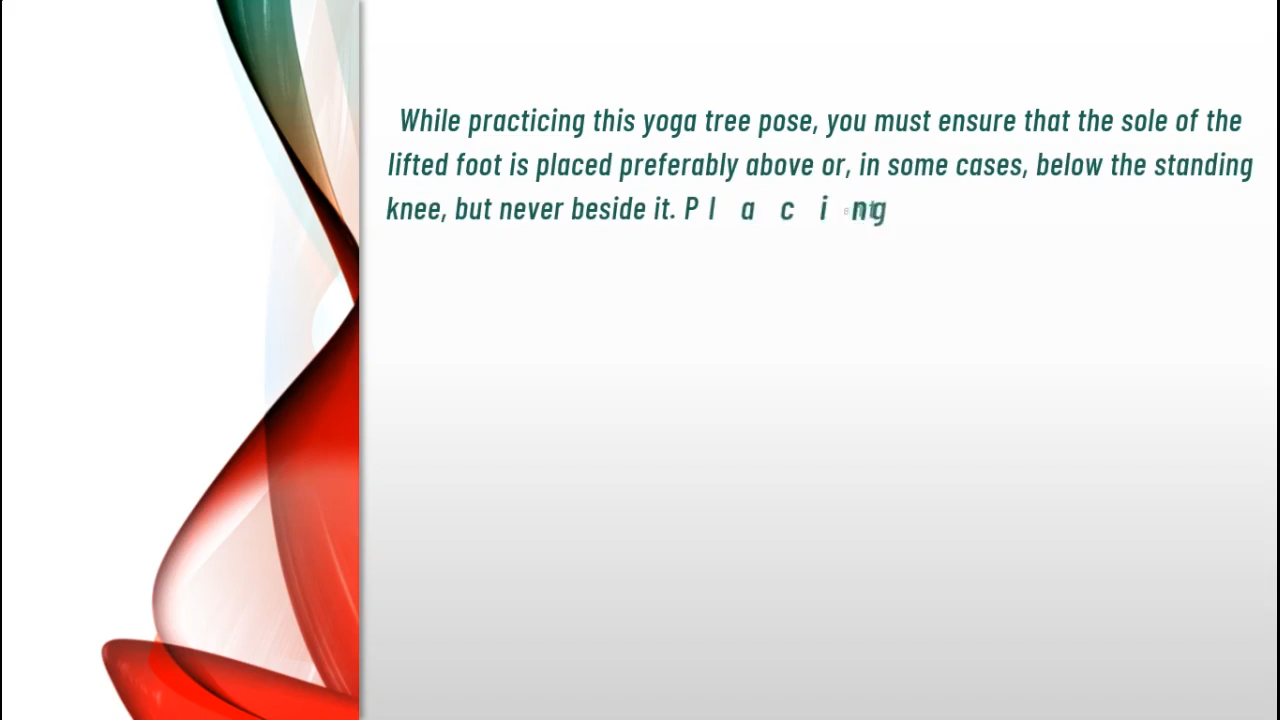 While practicing this yoga tree pose, you must ensure that the sole of the
lifted foot is placed preferably above or, in some cases, below the standing
knee, but never beside it. Placing